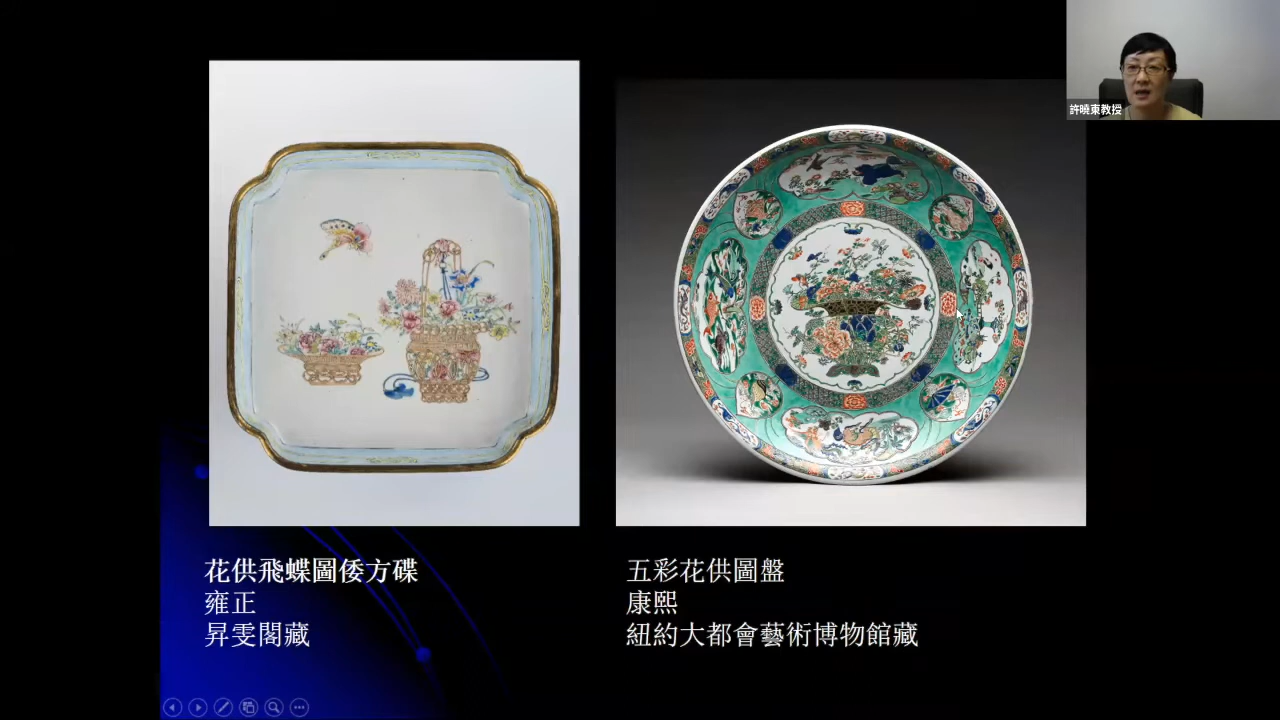 許曉東教授
花供飛蝶圖倭方碟
雍正
昇雯閣藏
五彩花供圖盤
康熙
紐約大都會藝術博物館藏